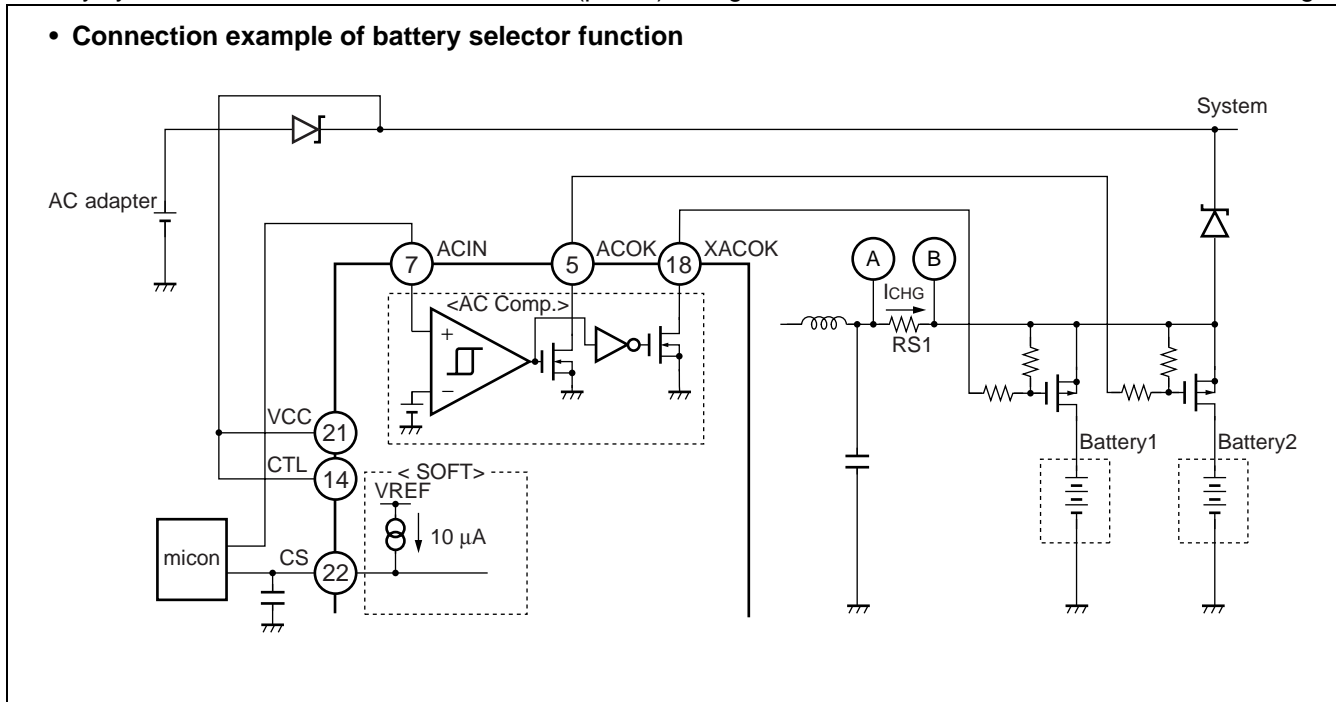 • Connection example of battery selector function
System
AC adapter
A
B
7
ACIN
5
ACOK
18
XACOK
<AC Comp.>
ICHG
RS1
+
−
VCC
21
Battery1
Battery2
CTL
14
< SOFT>
VREF
10 µA
micon
CS
22